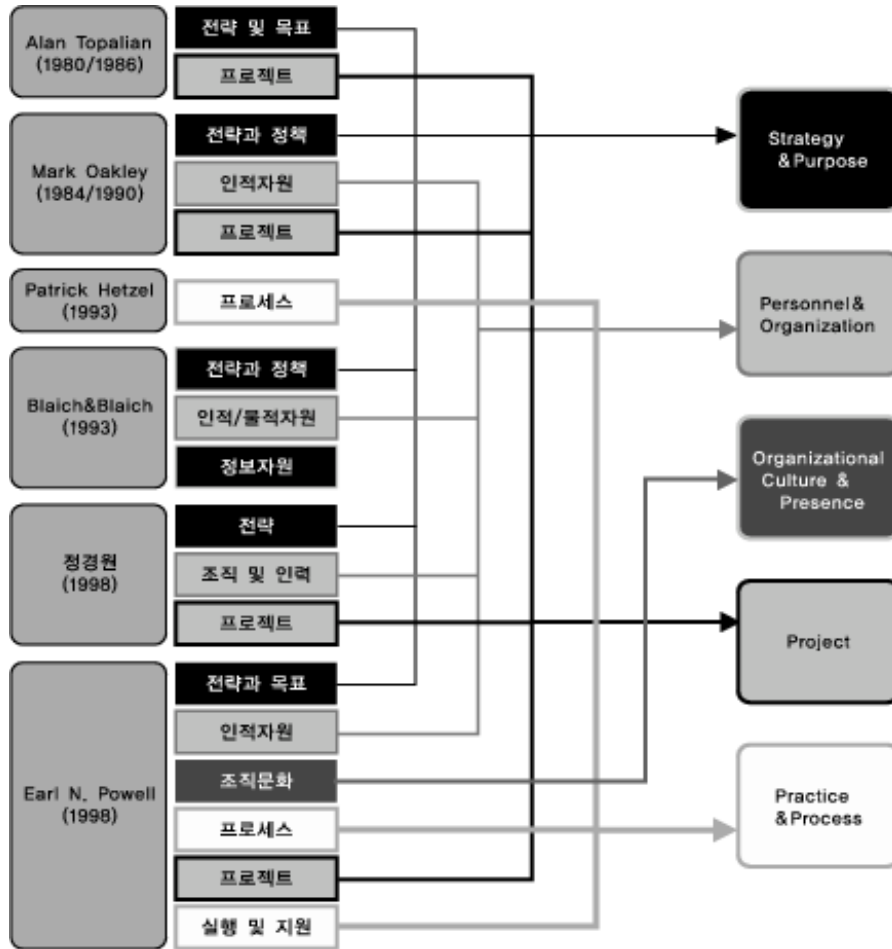 Alan Topalian
(1980/1986)
전략 및 목표
프로젝트
Mark Oakley
(1984/1990)
전략과 정책
인적자원
프로젝트
Patrick Hetzel
(1993)
프로세스
Blaich&Blaich
(1993)
전략과 정책
인적/물적자원
정보자원
정경원
(1998)
전략
조직 및 인력
프로젝트
Earl N. Powell
(1998)
전략과 목표
인적자원
조직문화
프로세스
프로젝트
실행 및 지원
Strategy
&Purpose
Personnel&
Organization
Organizational
Culture &
Presence
Project
Practice
&Process